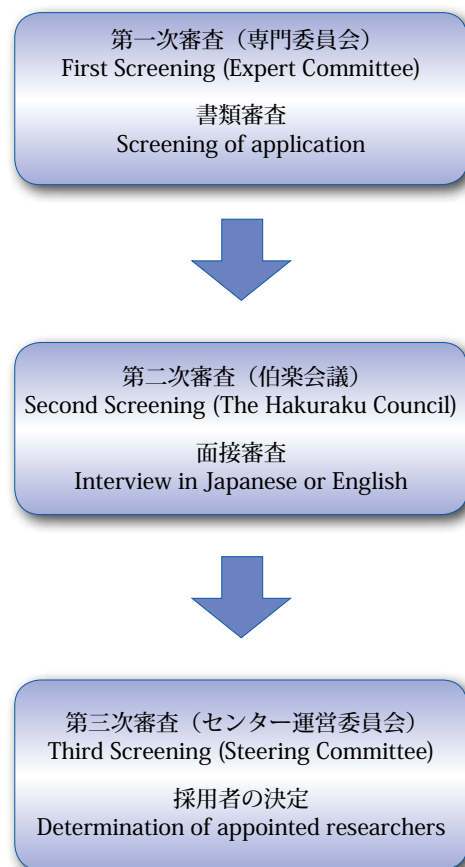 第一次審査（専門委員会）
First Screening (Expert Committee)
書類審査
Screening of application
第二次審査（伯楽会議）
Second Screening (The Hakuraku Council)
面接審査
Interview in Japanese or English
第三次審査（センター運営委員会）
Third Screening (Steering Committee)
採用者の決定
Determination of appointed researchers